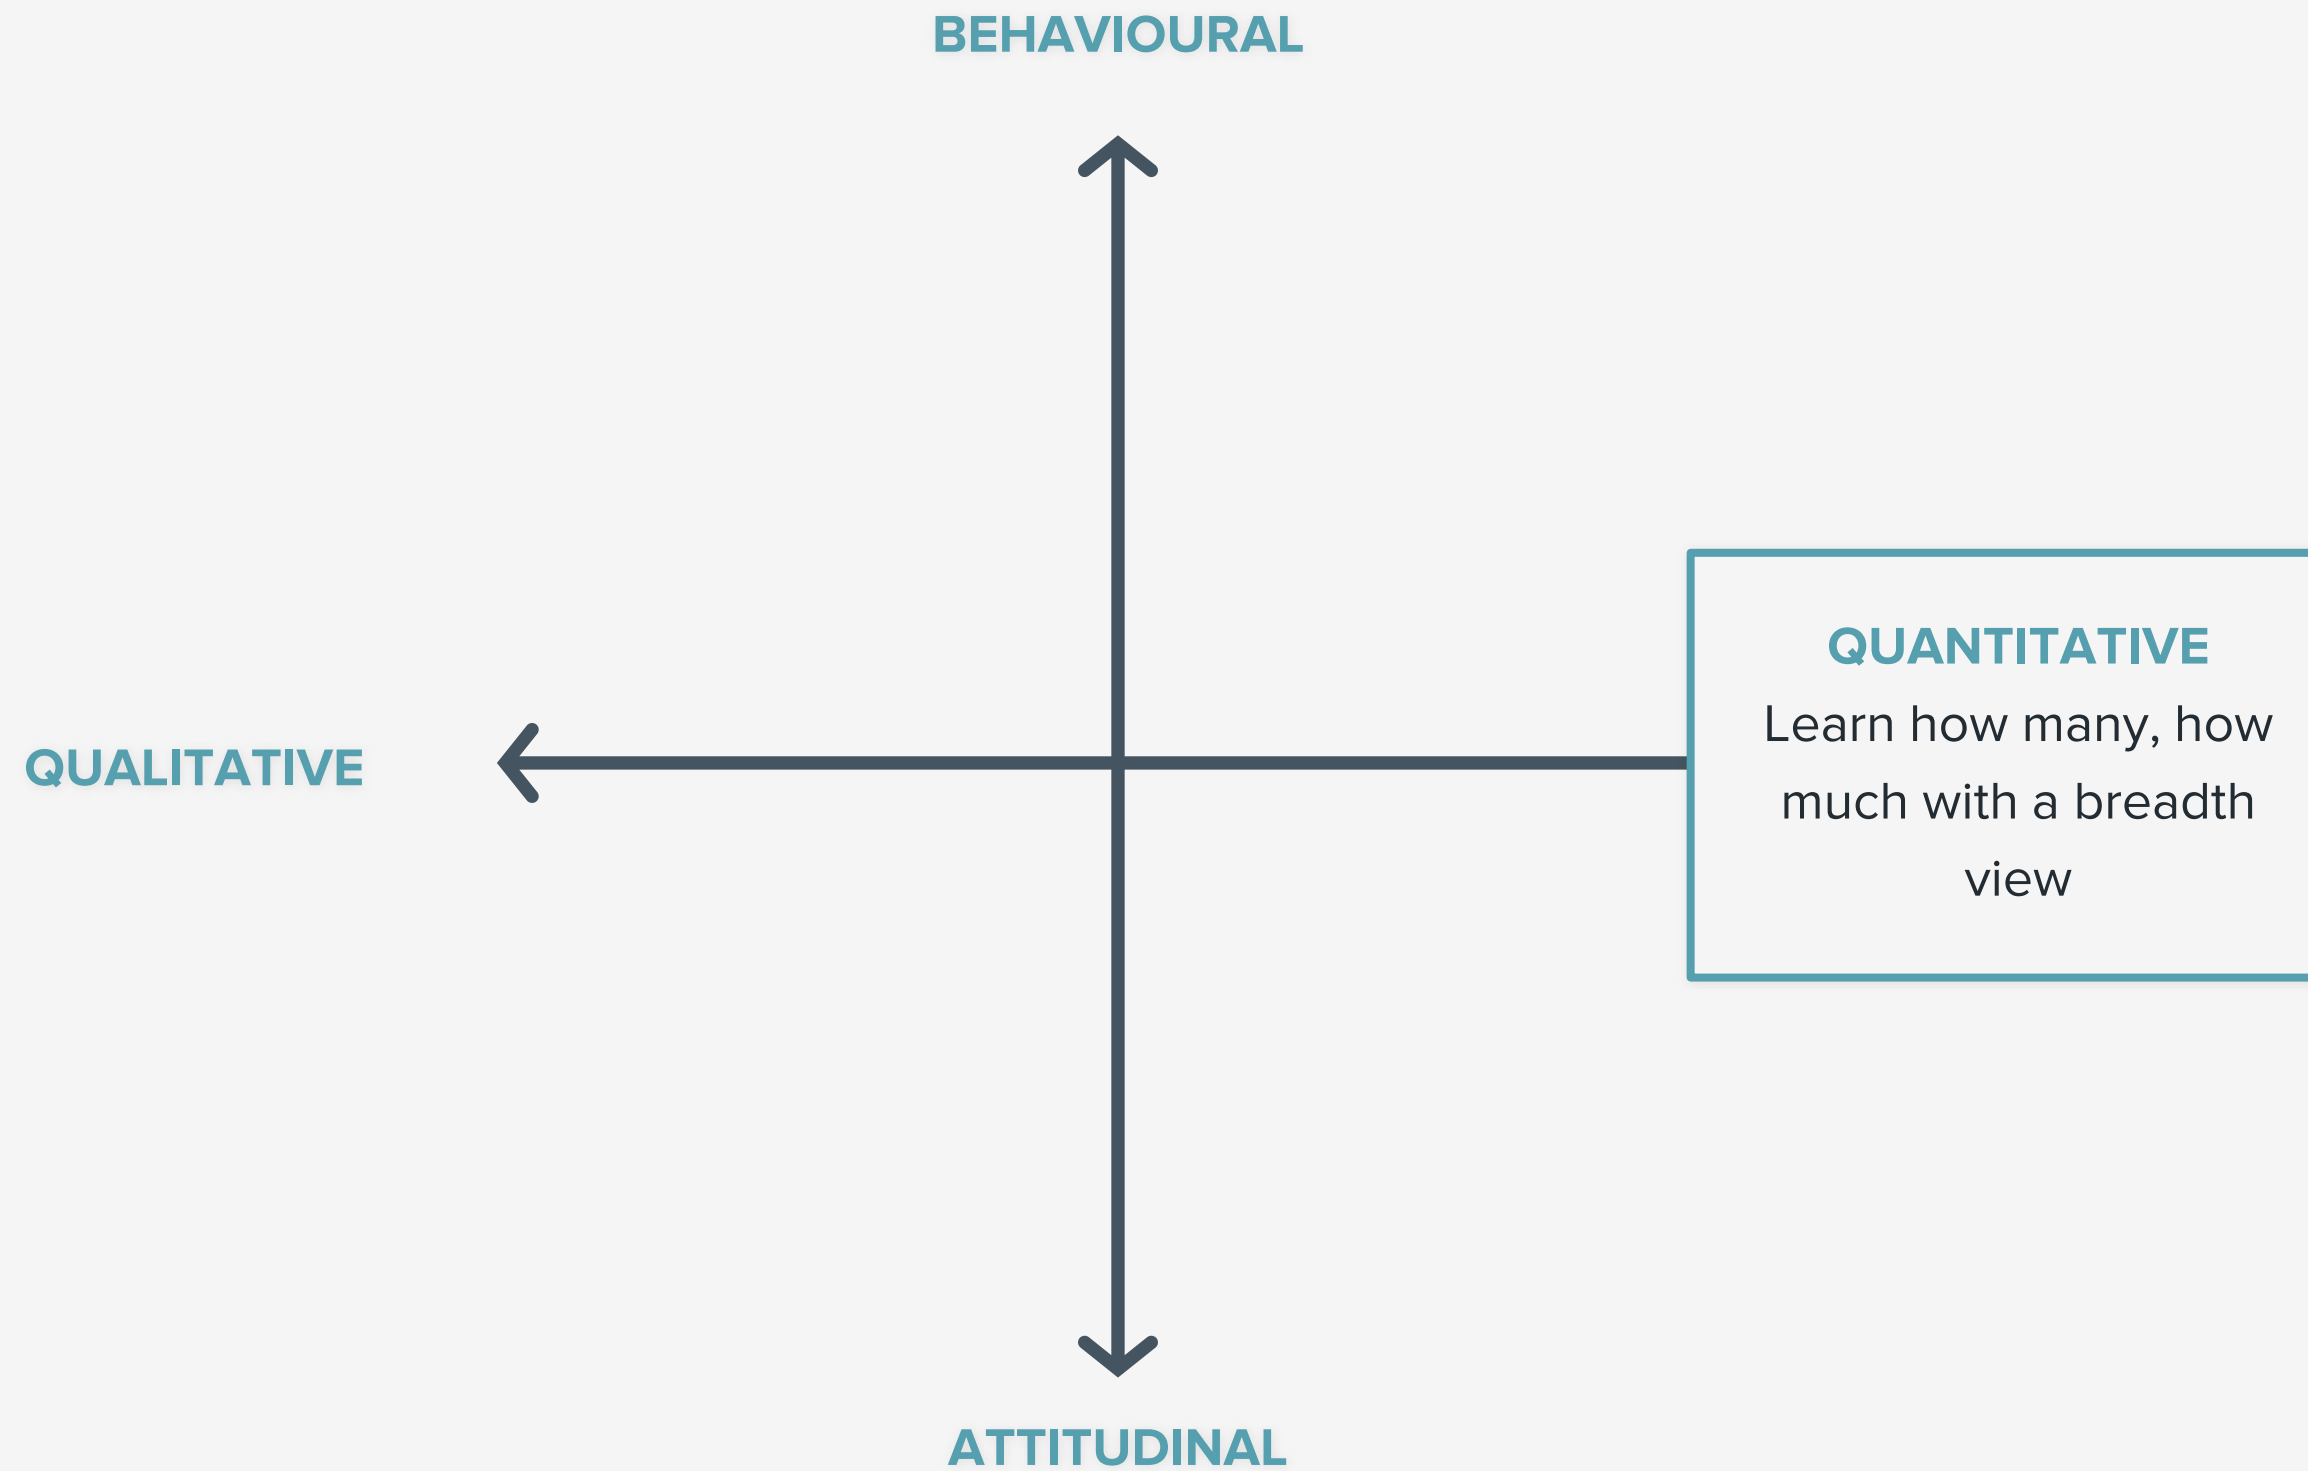 BEHAVIOURAL
QUANTITATIVE
Learn how many, how
much with a breadth
view
QUALITATIVE
ATTITUDINAL